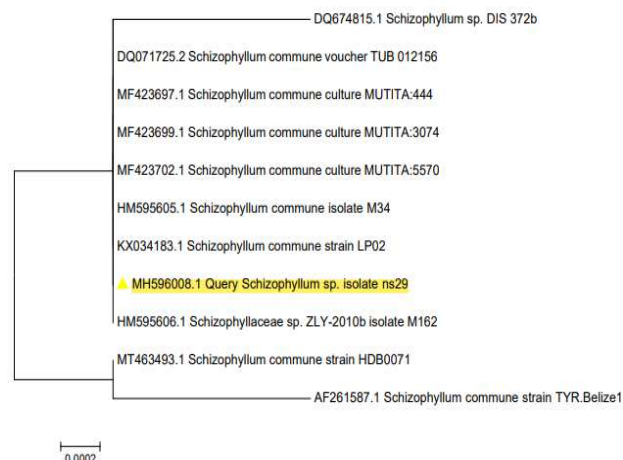 DQ674815.1 Schizophyllum sp. DIS 372b
DQ071725.2 Schizophyllum commune voucher TUB 012156
MF423697.1 Schizophyllum commune culture MUTITA:444
MF423699.1 Schizophyllum commune culture MUTITA:3074
MF423702.1 Schizophyllum commune culture MUTITA:5570
HM595605.1 Schizophyllum commune isolate M34
KX034183.1 Schizophyllum commune strain LP02
MH596008.1 Query Schizophyllum sp. isolate ns29
HM595606.1 Schizophyllaceae sp. ZLY-2010b isolate M162
MT463493.1 Schizophyllum commune strain HDB0071
AF261587.1 Schizophyllum commune strain TYR.Belize1
0.0002